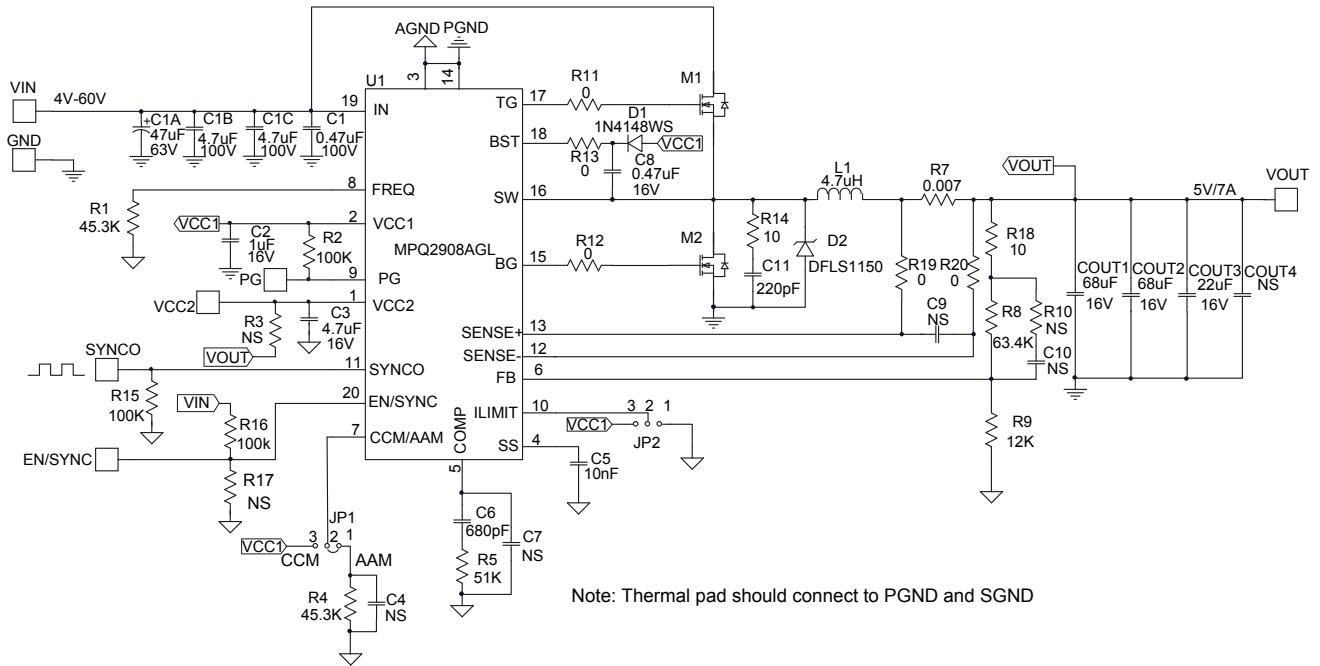 AGND PGND
U1
3
14
VIN
4V-60V
GND
C1A
47uF
63V
C1B
4.7uF
100V
C1C
4.7uF
100V
C1
0.47uF
100V
19 IN
8 FREQ
2 VCC1
9 PG
1 VCC2
11 SYNCO
20 EN/SYNC
7 CCM/AAM
MPQ2908AGL
TG 17
BST 18
SW 16
BG 15
SENSE+ 13
SENSE- 12
FB 6
ILIMIT 10
SS 4
COMP 5
R1
45.3K
VCC1
C2
1uF
16V
R2
100K
PG
VCC2
R3
NS
VOUT
C3
4.7uF
16V
SYNCO
R15
100K
VIN
R16
100k
EN/SYNC
R17
NS
JP1
VCC1
3 2 1
CCM AAM
R4
45.3K
C4
NS
C6
680pF
R5
51K
C7
NS
R11
0
M1
D1
1N4148WS
VCC1
R13
0
C8
0.47uF
16V
R12
0
M2
R14
10
C11
220pF
D2
DFLS1150
L1
4.7uH
R7
0.007
R19
0
R20
0
C9
NS
VOUT
5V/7A
VOUT
R18
10
R8
63.4K
R10
NS
C10
NS
R9
12K
COUT1
68uF
16V
COUT2
68uF
16V
COUT3
22uF
16V
COUT4
NS
VCC1
3 2 1
JP2
C5
10nF
Note: Thermal pad should connect to PGND and SGND